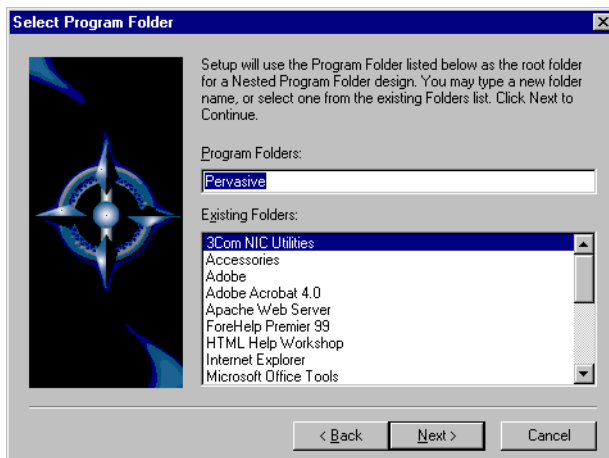 Select Program Folder
Setup will use the Program Folder listed below as the root folder
for a Nested Program Folder design. You may type a new folder
name, or select one from the existing Folders list. Click Next to
Continue.
Program Folders:
Pervasive
Existing Folders:
3Com NIC Utilities
Accessories
Adobe
Adobe Acrobat 4.0
Apache Web Server
ForeHelp Premier 99
HTML Help Workshop
Internet Explorer
Microsoft Office Tools
< Back
Next >
Cancel